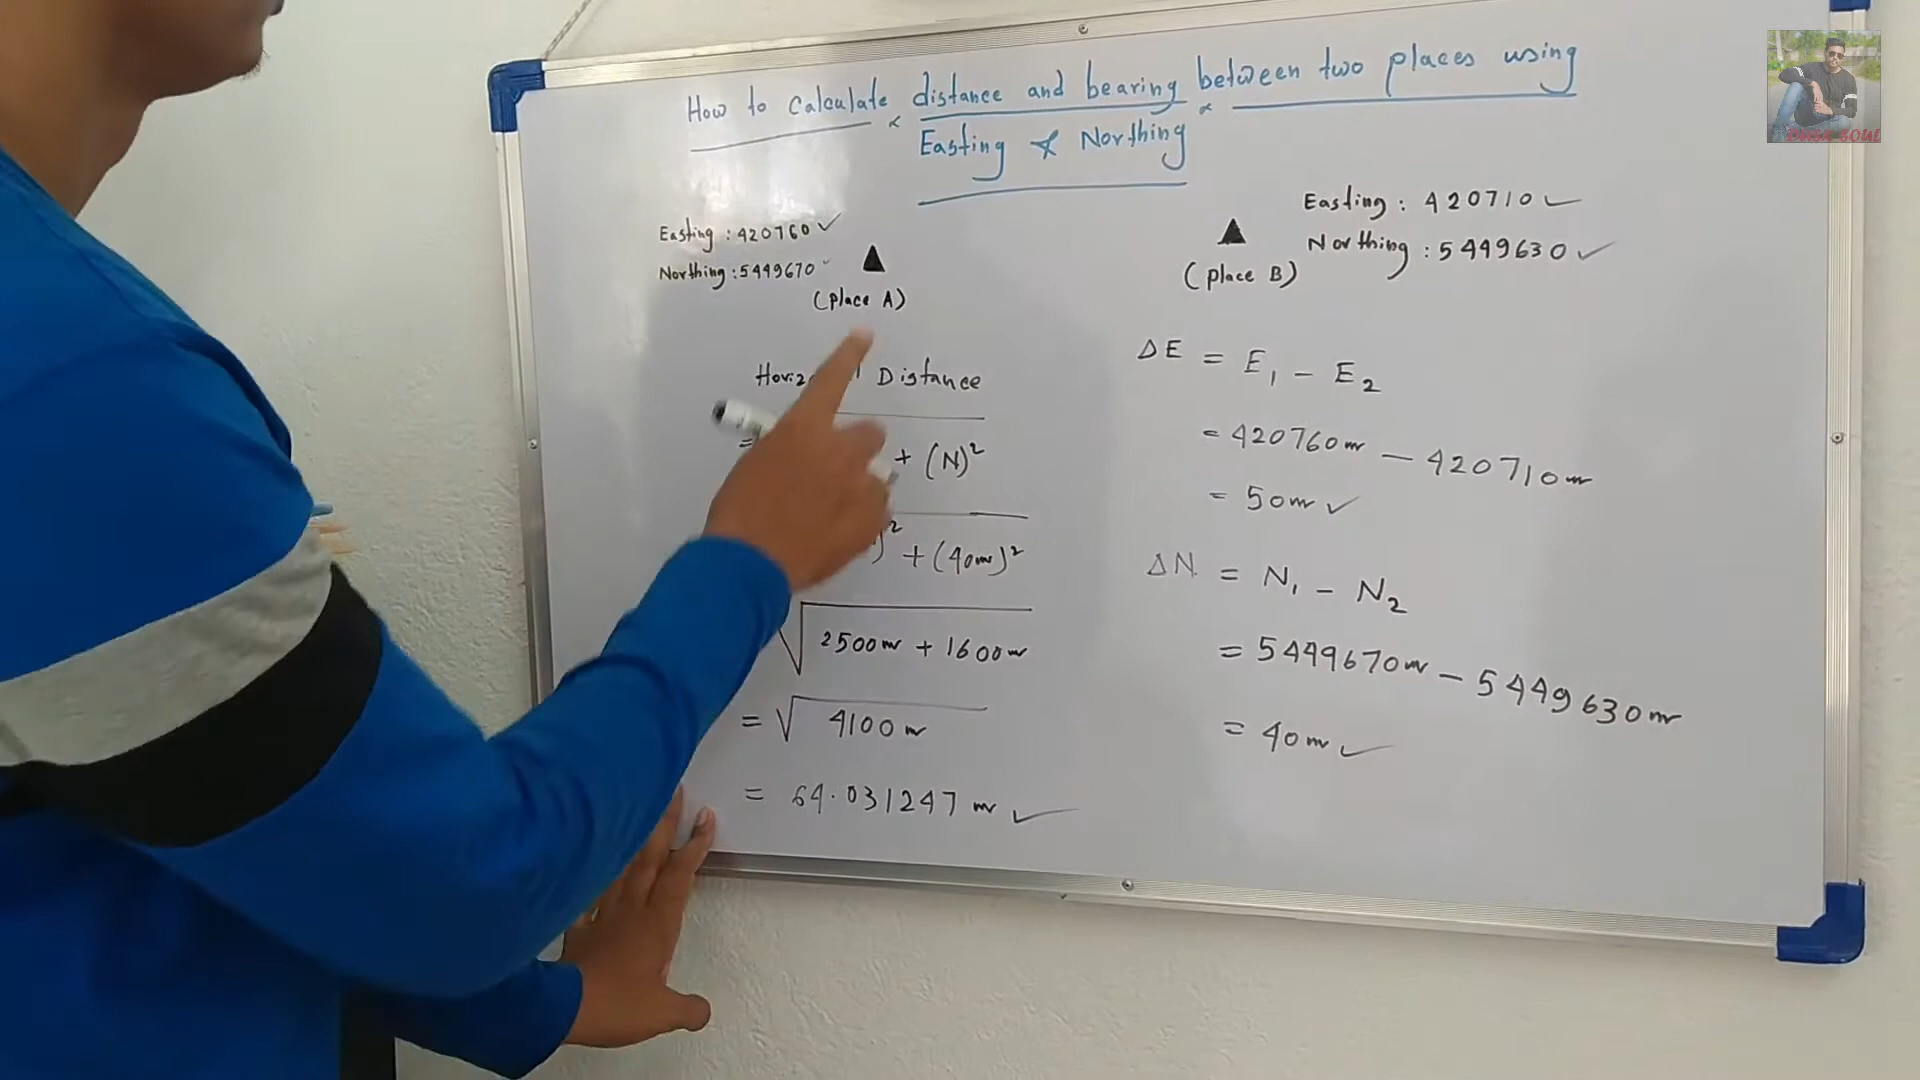 How to calculate distance and bearing between two places using
Easting & Northing
Easting : 420760 ✓
Northing : 5449670
(place A)
Easting : 420710 ✓
Northing : 5449630 ✓
(place B)
Distance
+ (N)²
)² + (40m)²
√ 2500m + 1600m
= √ 4100m
= 64.031247 m ✓
ΔE = E₁ - E₂
= 420760m - 420710m
= 50m ✓
ΔN = N₁ - N₂
= 5449670m - 5449630m
= 40m ✓
SOUL